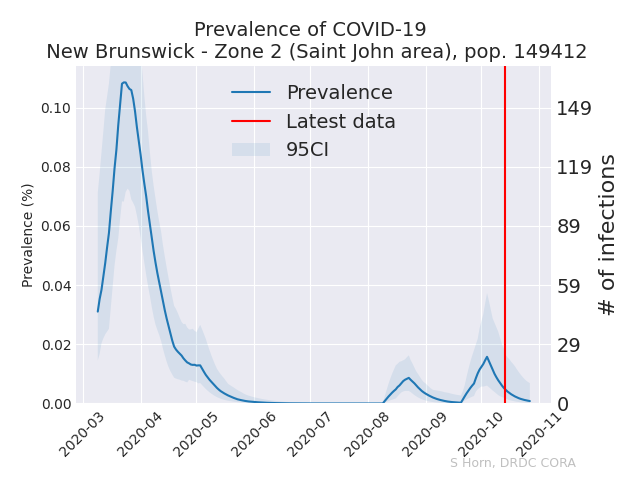 Prevalence of COVID-19
New Brunswick - Zone 2 (Saint John area), pop. 149412
Prevalence
Latest data
95CI
Prevalence (%)
0.10
0.08
0.06
0.04
0.02
0.00
149
119
89
59
29
0
# of infections
2020-03
2020-04
2020-05
2020-06
2020-07
2020-08
2020-09
2020-10
2020-11
S Horn, DRDC CORA